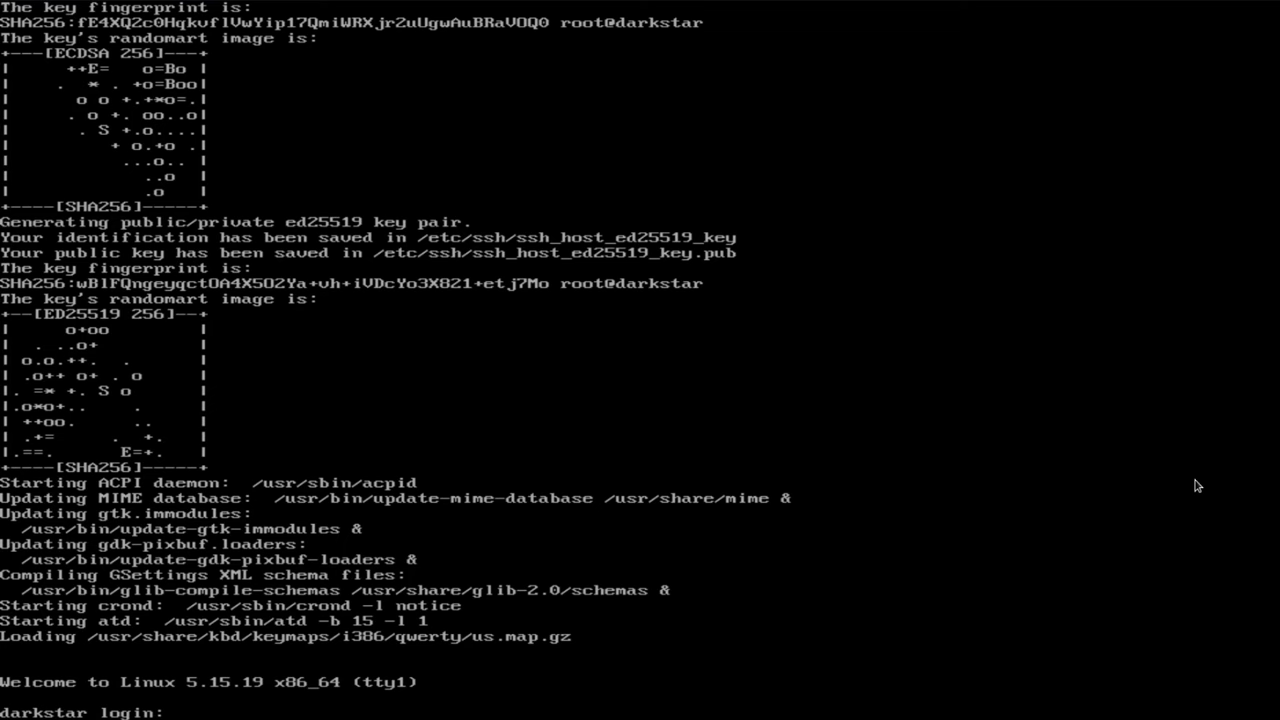 The key fingerprint is:
SHA256:fE4XQ2c0HqkvflVwYip17QmiWRXjr2uUgwAuBRaVOQ0 root@darkstar
The key's randomart image is:
+---[ECDSA 256]---+
|      ++E=   o=Bo |
|     .  * . +o=Boo|
|       o o +.+*o=.|
|      . o +. oo..o|
|       . S +.o....|
|          + o.+o .|
|           ...o.. |
|             ..o  |
|             .o   |
+----[SHA256]-----+
Generating public/private ed25519 key pair.
Your identification has been saved in /etc/ssh/ssh_host_ed25519_key
Your public key has been saved in /etc/ssh/ssh_host_ed25519_key.pub
The key fingerprint is:
SHA256:wBlFQngeyqctOA4X5O2Ya+vh+iVDcYo3X821+etj7Mo root@darkstar
The key's randomart image is:
+--[ED25519 256]--+
|     o+oo        |
|  . ..o+         |
| o.o.++.   .     |
| .o++ o+ . o     |
|. =* +. S o      |
|.o*o+..     .    |
| ++oo.      ..   |
| .+=      .  +.  |
|.==.      E=+.   |
+----[SHA256]-----+
Starting ACPI daemon:  /usr/sbin/acpid
Updating MIME database:  /usr/bin/update-mime-database /usr/share/mime &
Updating gtk.immodules:
  /usr/bin/update-gtk-immodules &
Updating gdk-pixbuf.loaders:
  /usr/bin/update-gdk-pixbuf-loaders &
Compiling GSettings XML schema files:
  /usr/bin/glib-compile-schemas /usr/share/glib-2.0/schemas &
Starting crond:  /usr/sbin/crond -l notice
Starting atd:  /usr/sbin/atd -b 15 -l 1
Loading /usr/share/kbd/keymaps/i386/qwerty/us.map.gz
Welcome to Linux 5.15.19 x86_64 (tty1)
darkstar login: